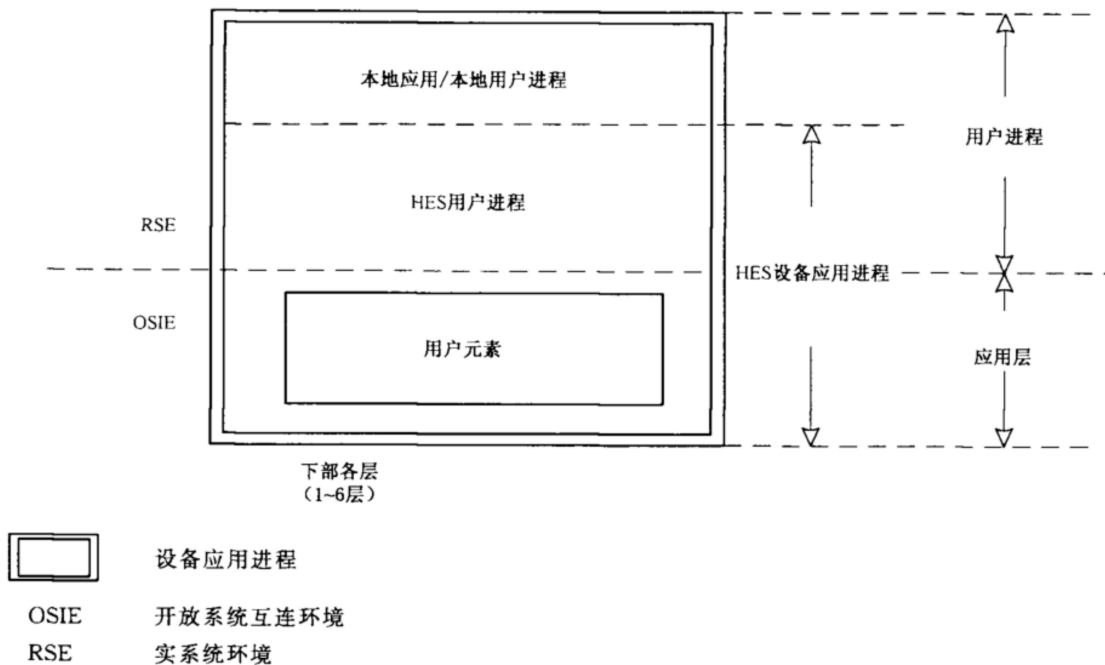 本地应用/本地用户进程
用户进程
HES用户进程
RSE
HES设备应用进程
OSIE
用户元素
应用层
下部各层
(1~6层)
设备应用进程
OSIE 开放系统互连环境
RSE 实系统环境